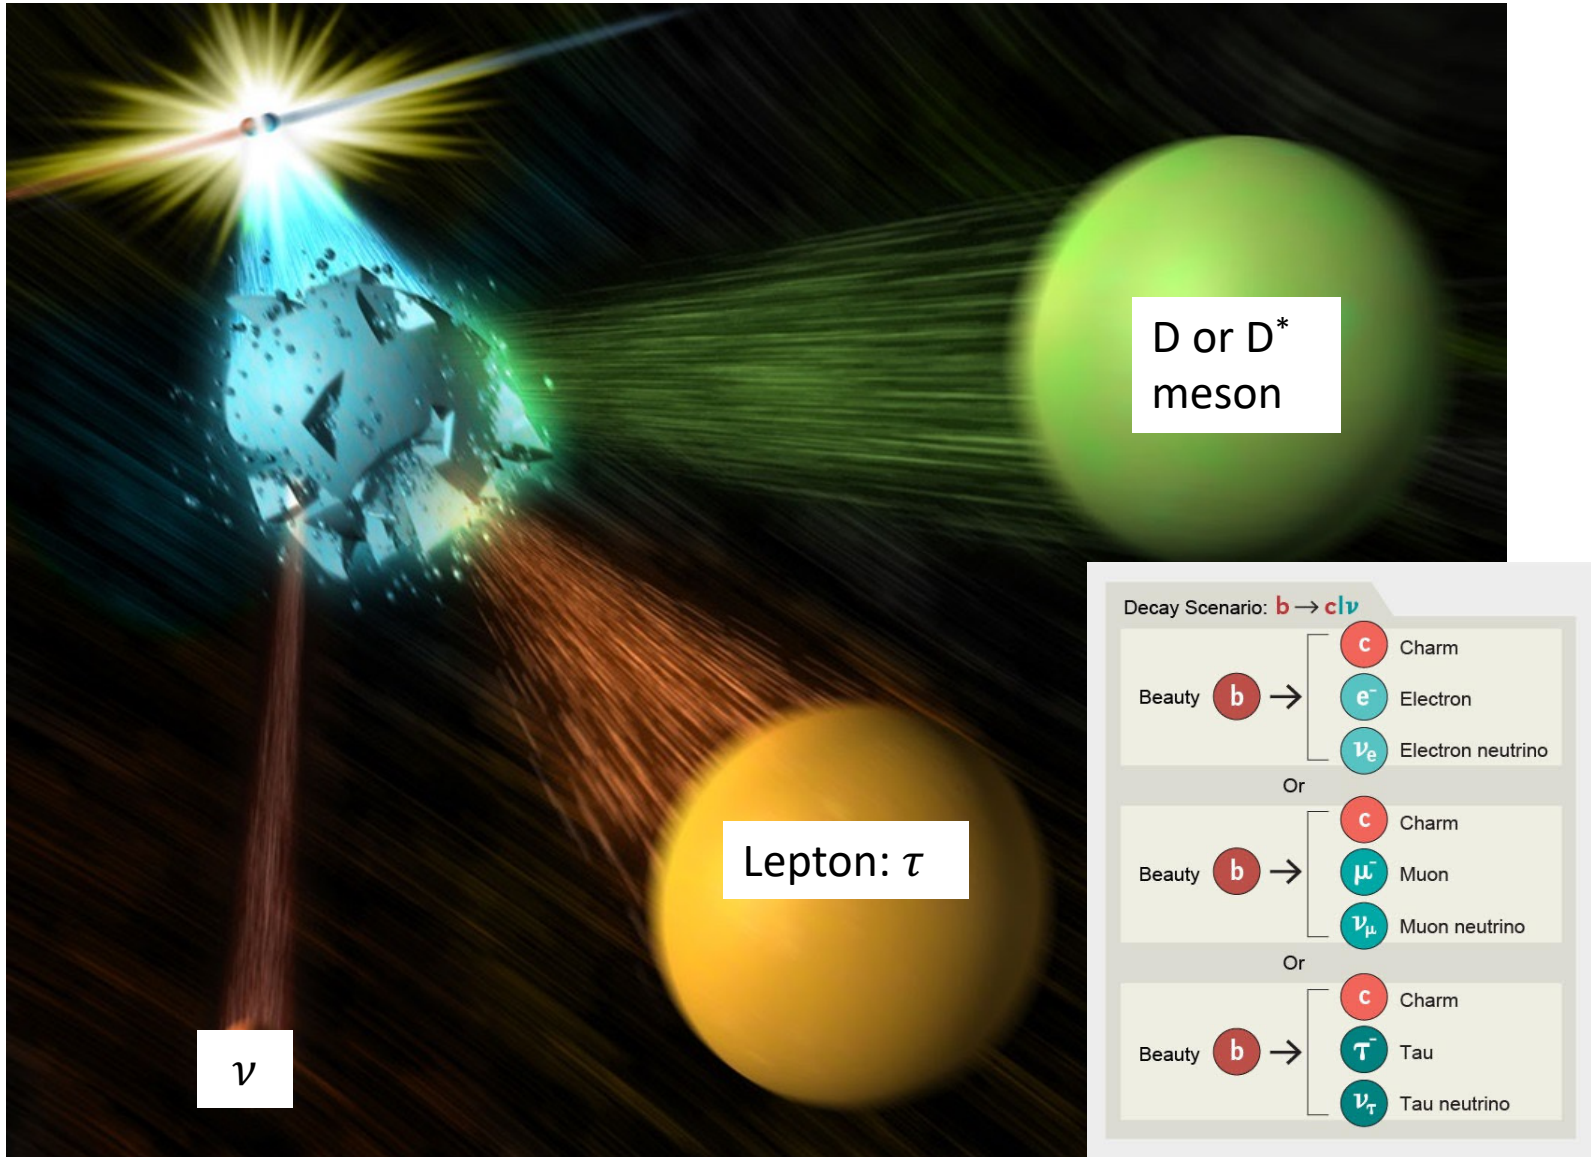 D or D*
meson
Lepton: τ
ν
Decay Scenario: b → clν
Beauty b →
c Charm
e⁻ Electron
νe Electron neutrino
Or
Beauty b →
c Charm
μ⁻ Muon
νμ Muon neutrino
Or
Beauty b →
c Charm
τ⁻ Tau
ντ Tau neutrino